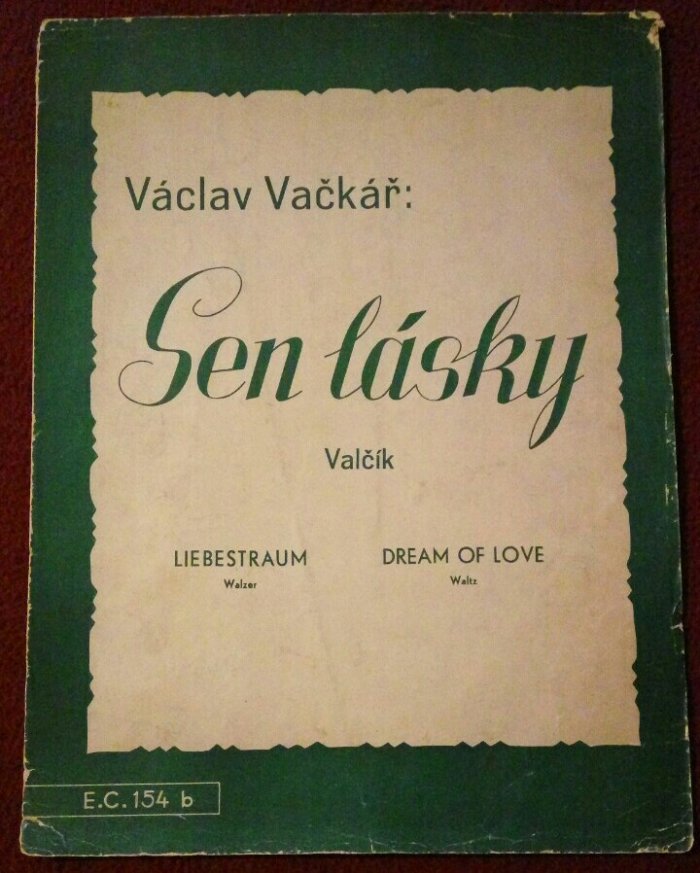 Václav Vačkář:
Sen lásky
Valčík
LIEBESTRAUM DREAM OF LOVE
Walzer Waltz
E.C. 154 b